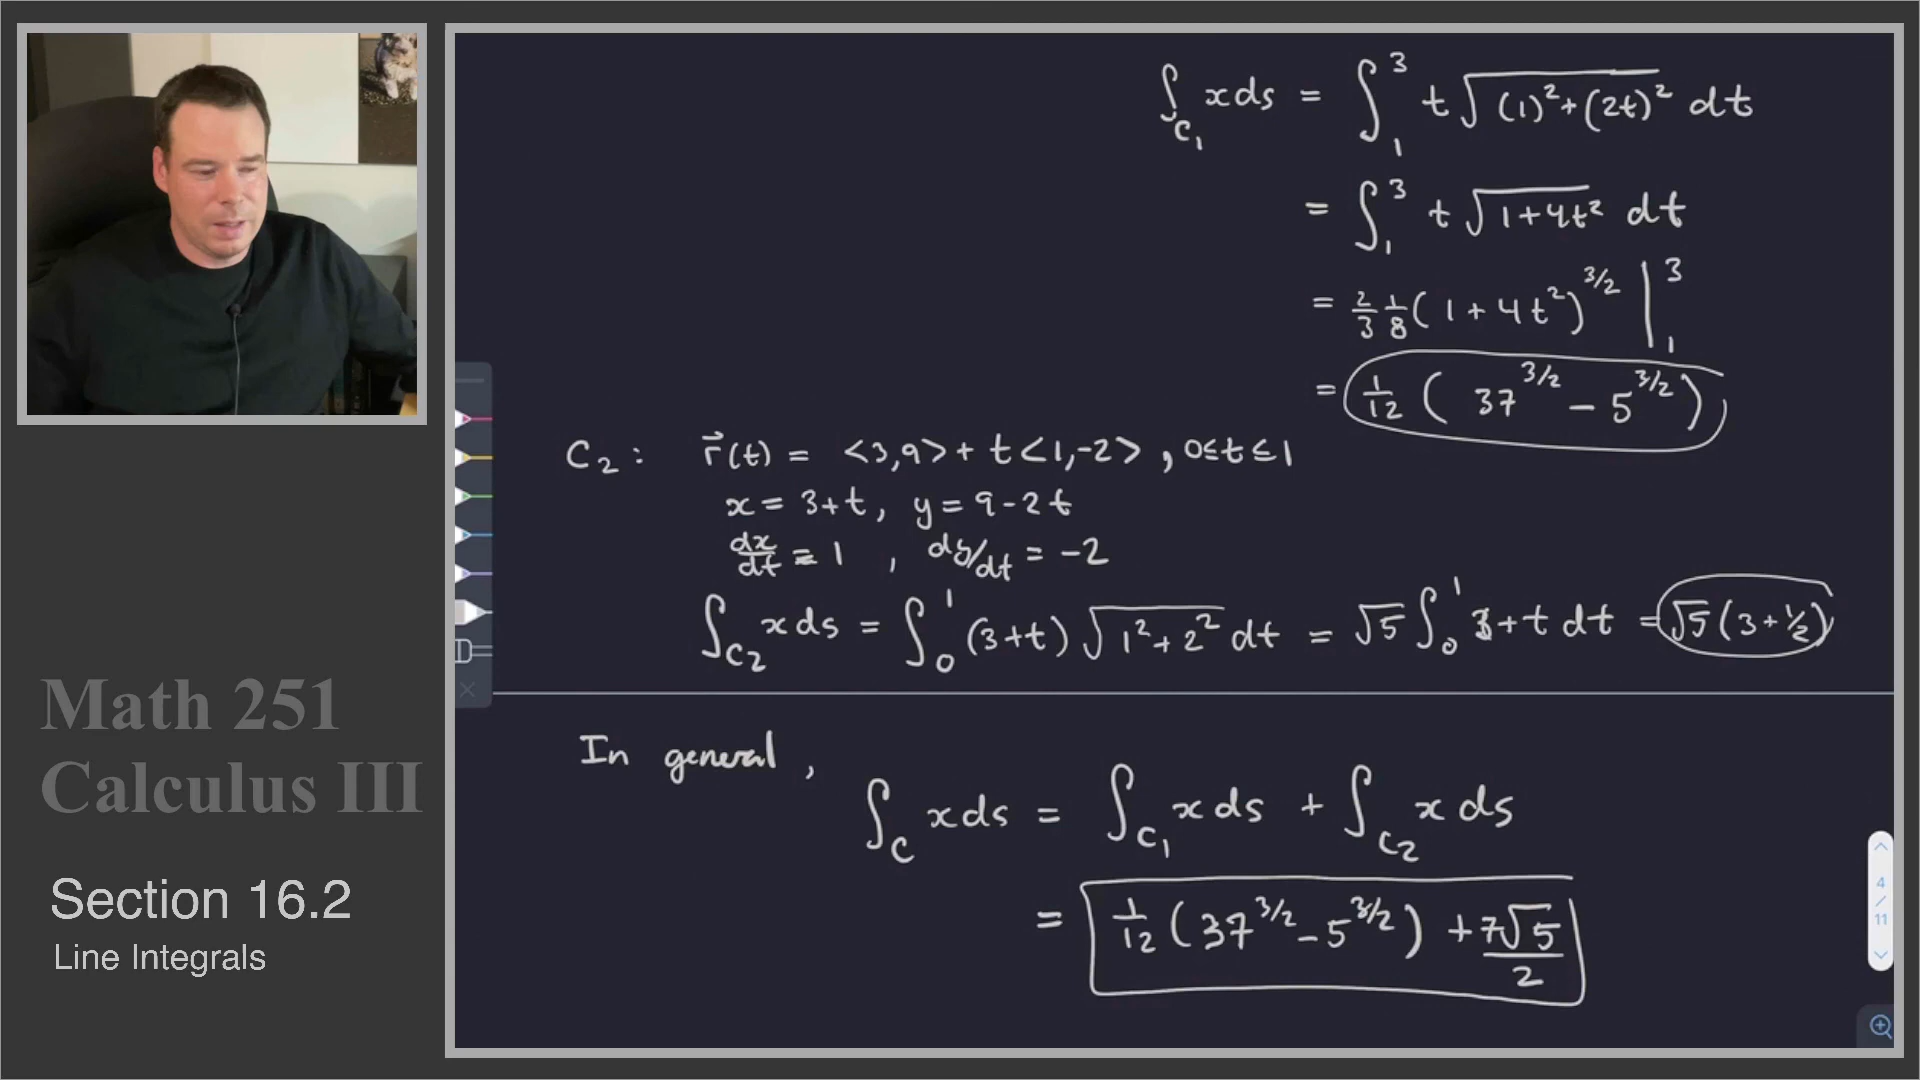 ∫_{C₁} x ds = ∫₁³ t √((1)² + (2t)²) dt
= ∫₁³ t √(1+4t²) dt
= 2/3 1/8 (1 + 4t²)^{3/2} |₁³
= 1/12 (37^{3/2} − 5^{3/2})
C₂ : r⃗(t) = <3,9> + t<1,-2>, 0≤t≤1
x = 3+t, y = 9-2t
dx/dt = 1, dy/dt = -2
∫_{C₂} x ds = ∫₀¹ (3+t) √(1²+2²) dt = √5 ∫₀¹ 3+t dt = √5(3+½)
In general,
∫_C x ds = ∫_{C₁} x ds + ∫_{C₂} x ds
= 1/12 (37^{3/2} − 5^{3/2}) + 7√5/2
Math 251
Calculus III
Section 16.2
Line Integrals
4
/
11